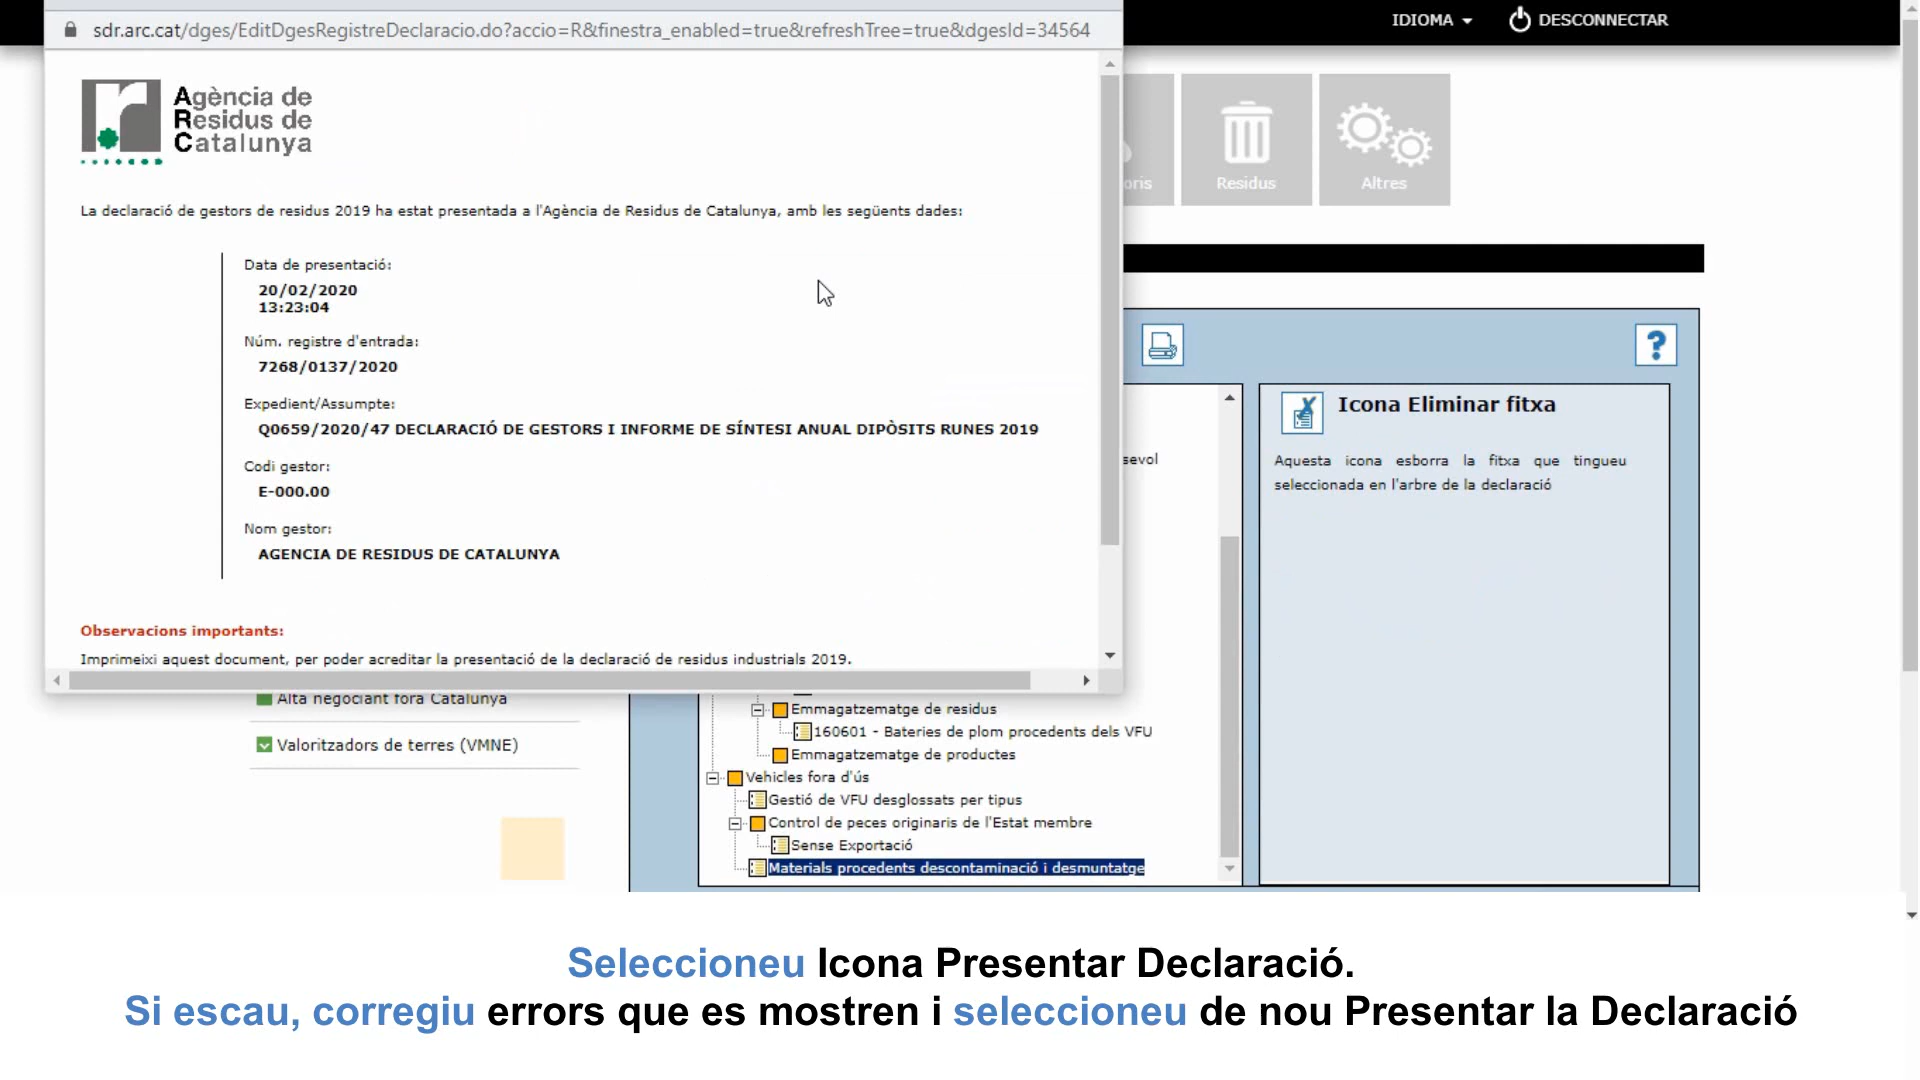 sdr.arc.cat/dges/EditDgesRegistreDeclaracio.do?accio=R&finestra_enabled=true&refreshTree=true&dgesId=34564
IDIOMA
DESCONNECTAR
Agència de
Residus de
Catalunya
oris
Residus
Altres
La declaració de gestors de residus 2019 ha estat presentada a l'Agència de Residus de Catalunya, amb les següents dades:
Data de presentació:
20/02/2020
13:23:04
Núm. registre d'entrada:
7268/0137/2020
Expedient/Assumpte:
Q0659/2020/47 DECLARACIÓ DE GESTORS I INFORME DE SÍNTESI ANUAL DIPÒSITS RUNES 2019
Codi gestor:
E-000.00
Nom gestor:
AGENCIA DE RESIDUS DE CATALUNYA
Observacions importants:
Imprimeixi aquest document, per poder acreditar la presentació de la declaració de residus industrials 2019.
?
sevol
Icona Eliminar fitxa
Aquesta icona esborra la fitxa que tingueu
seleccionada en l'arbre de la declaració
Alta negociant fora Catalunya
Valoritzadors de terres (VMNE)
Emmagatzematge de residus
160601 - Bateries de plom procedents dels VFU
Emmagatzematge de productes
Vehicles fora d'ús
Gestió de VFU desglossats per tipus
Control de peces originaris de l'Estat membre
Sense Exportació
Materials procedents descontaminació i desmuntatge
Seleccioneu Icona Presentar Declaració.
Si escau, corregiu errors que es mostren i seleccioneu de nou Presentar la Declaració